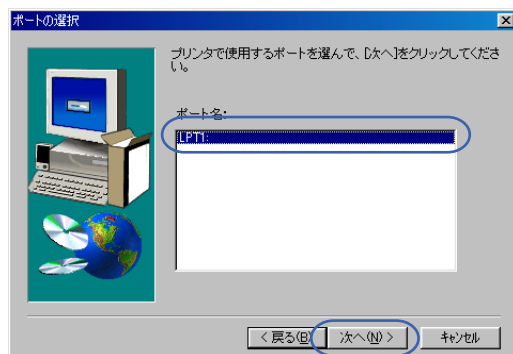 ポートの選択
プリンタで使用するポートを選んで、[次へ]をクリックしてくださ
い。
ポート名:
LPT1:
< 戻る(B)
次へ(N) >
キャンセル